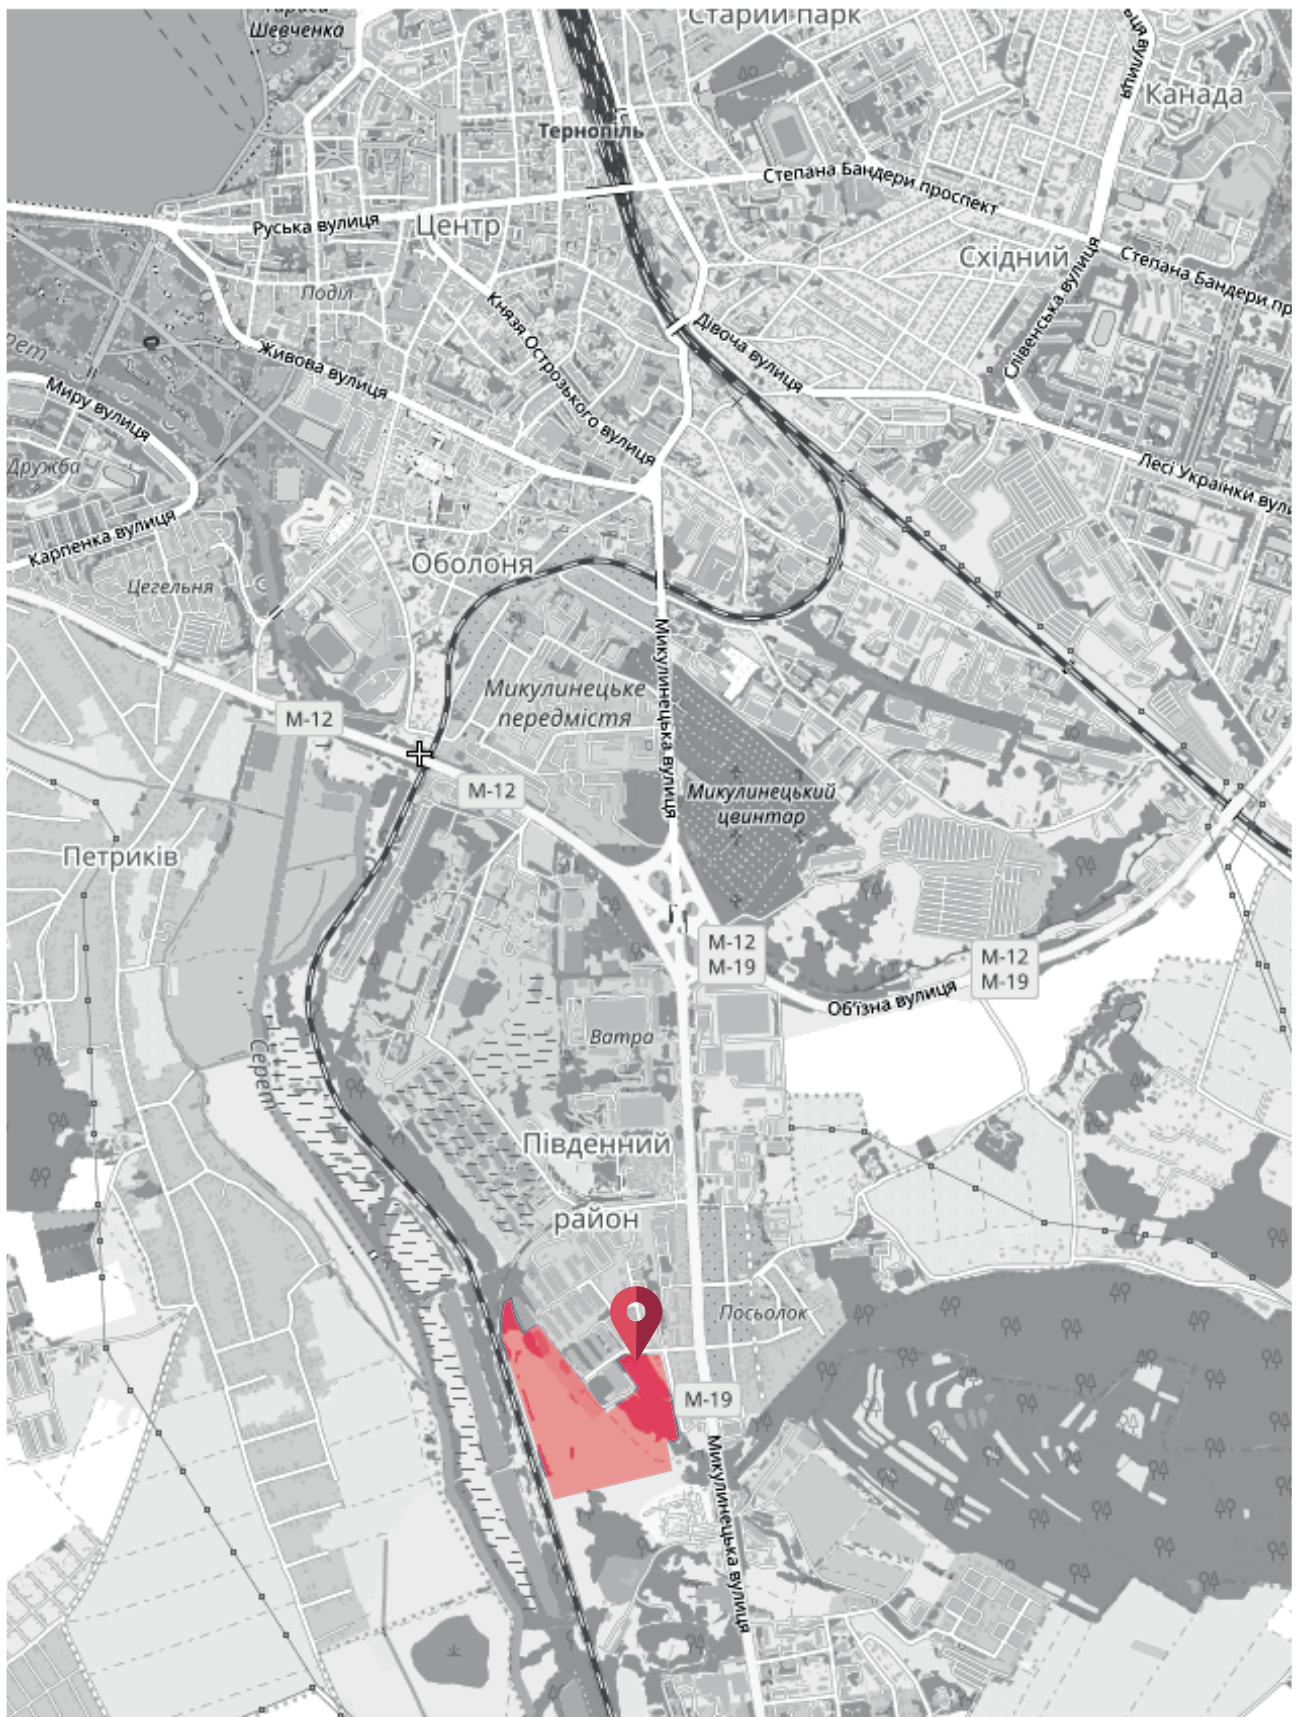 Тараса
Шевченка
Старий парк
Канада
Тернопіль
Степана Бандери проспект
Руська вулиця
Центр
Східний
Степана Бандери пр
Поділ
Князя Острозького вулиця
Дівоча вулиця
Слівенська вулиця
Живова вулиця
Миру вулиця
Дружба
Лесі Українки вули
Карпенка вулиця
Оболоня
Цегельня
Микулинецька вулиця
Микулинецьке
передмістя
М-12
М-12
Микулинецький
цвинтар
Петриків
М-12
М-19
М-12
М-19
Об'їзна вулиця
Ватра
Серет
Південний
район
Посьолок
М-19
Микулинецька вулиця